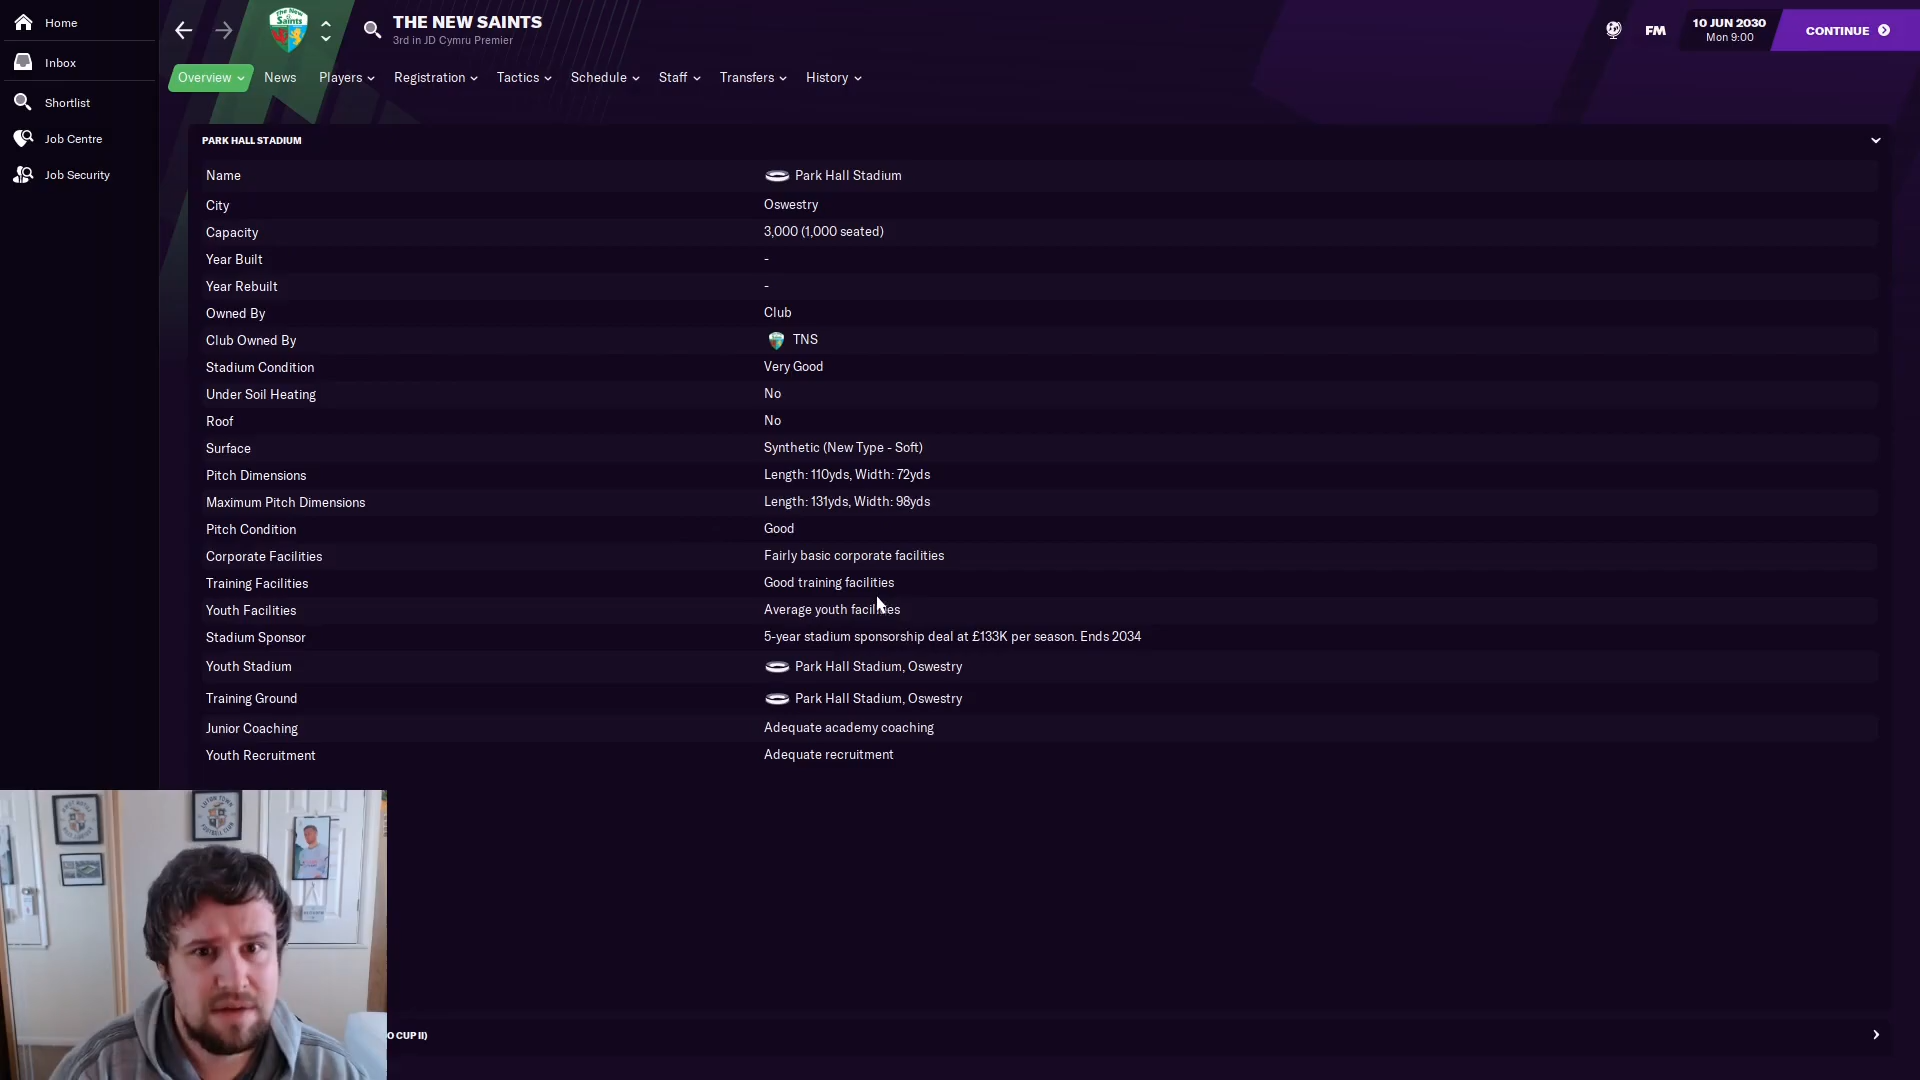 Home
Inbox
Shortlist
Job Centre
Job Security
THE NEW SAINTS
3rd in JD Cymru Premier
FM
10 JUN 2030
Mon 9:00
CONTINUE
Overview
News
Players
Registration
Tactics
Schedule
Staff
Transfers
History
PARK HALL STADIUM
Name Park Hall Stadium
City Oswestry
Capacity 3,000 (1,000 seated)
Year Built -
Year Rebuilt -
Owned By Club
Club Owned By TNS
Stadium Condition Very Good
Under Soil Heating No
Roof No
Surface Synthetic (New Type - Soft)
Pitch Dimensions Length: 110yds, Width: 72yds
Maximum Pitch Dimensions Length: 131yds, Width: 98yds
Pitch Condition Good
Corporate Facilities Fairly basic corporate facilities
Training Facilities Good training facilities
Youth Facilities Average youth facilities
Stadium Sponsor 5-year stadium sponsorship deal at £133K per season. Ends 2034
Youth Stadium Park Hall Stadium, Oswestry
Training Ground Park Hall Stadium, Oswestry
Junior Coaching Adequate academy coaching
Youth Recruitment Adequate recruitment
LUTON TOWN
FOOTBALL CLUB
O CUP II)